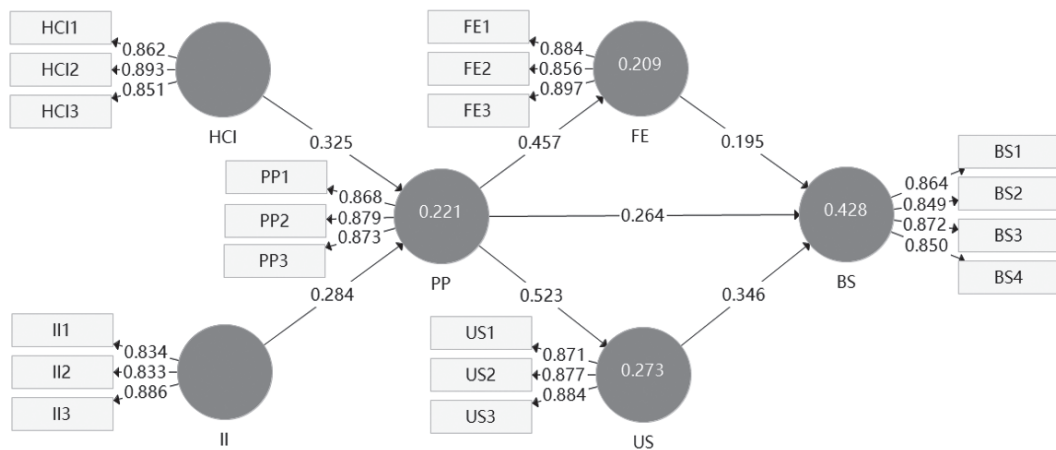 HCI1
HCI2
HCI3
0.862
0.893
0.851
HCI
0.325
FE1
FE2
FE3
0.884
0.856
0.897
0.209
FE
0.457
0.195
PP1
PP2
PP3
0.868
0.879
0.873
0.221
PP
0.264
0.428
BS
0.864
0.849
0.872
0.850
BS1
BS2
BS3
BS4
0.284
0.523
0.346
II1
II2
II3
0.834
0.833
0.886
II
US1
US2
US3
0.871
0.877
0.884
0.273
US